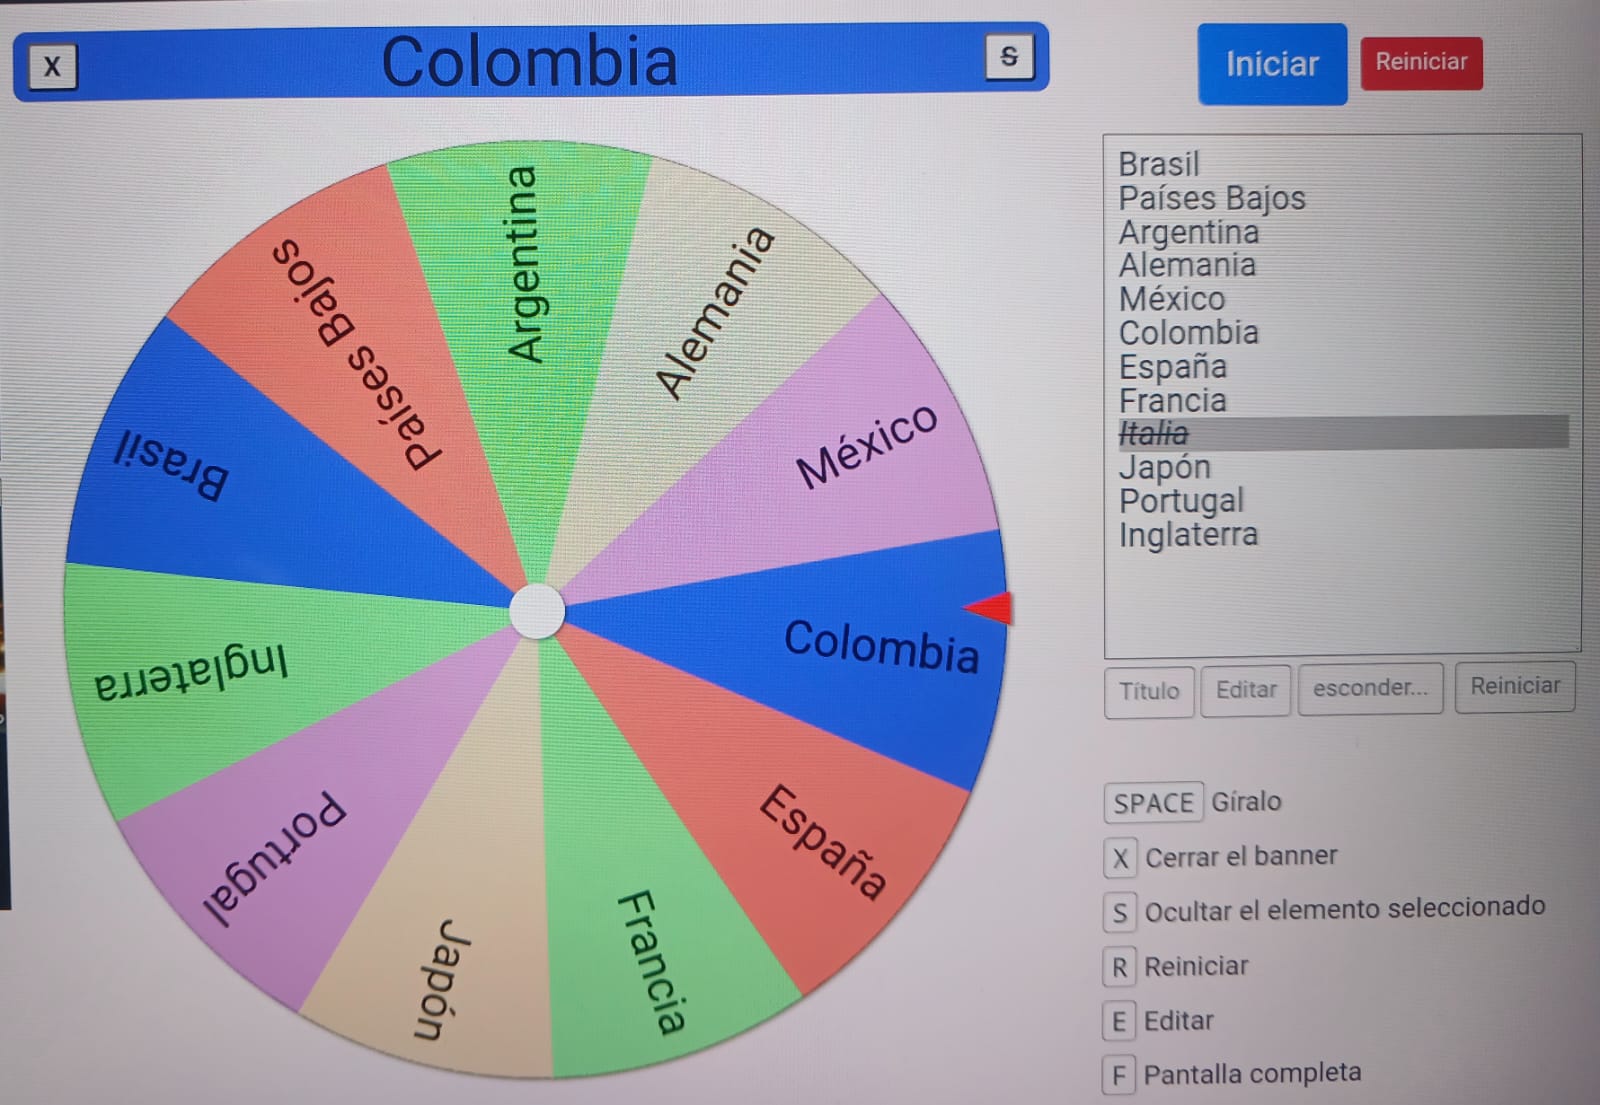 X
Colombia
S
Iniciar
Reiniciar
Argentina
Alemania
México
Colombia
España
Francia
Japón
Portugal
Inglaterra
Brasil
Países Bajos
Brasil
Países Bajos
Argentina
Alemania
México
Colombia
España
Francia
Italia
Japón
Portugal
Inglaterra
Título
Editar
esconder...
Reiniciar
SPACE Gíralo
X Cerrar el banner
S Ocultar el elemento seleccionado
R Reiniciar
E Editar
F Pantalla completa